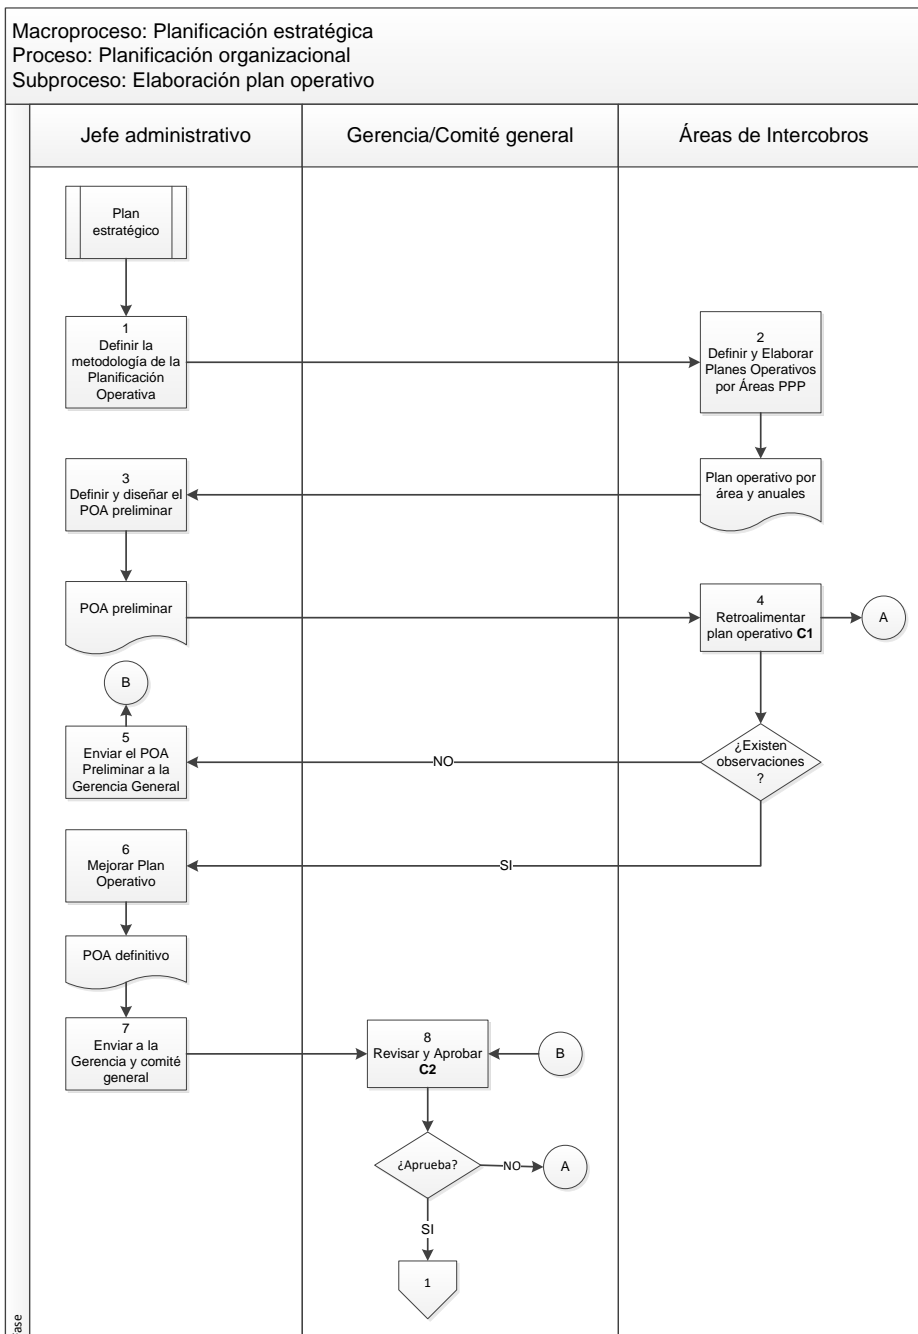 Macroproceso: Planificación estratégica
Proceso: Planificación organizacional
Subproceso: Elaboración plan operativo
Jefe administrativo
Gerencia/Comité general
Áreas de Intercobros
Plan
estratégico
1
Definir la
metodología de la
Planificación
Operativa
2
Definir y Elaborar
Planes Operativos
por Áreas PPP
3
Definir y diseñar el
POA preliminar
Plan operativo por
área y anuales
POA preliminar
4
Retroalimentar
plan operativo C1
A
B
5
Enviar el POA
Preliminar a la
Gerencia General
NO
¿Existen
observaciones
?
6
Mejorar Plan
Operativo
SI
POA definitivo
7
Enviar a la
Gerencia y comité
general
8
Revisar y Aprobar
C2
B
¿Aprueba?
NO
A
SI
1